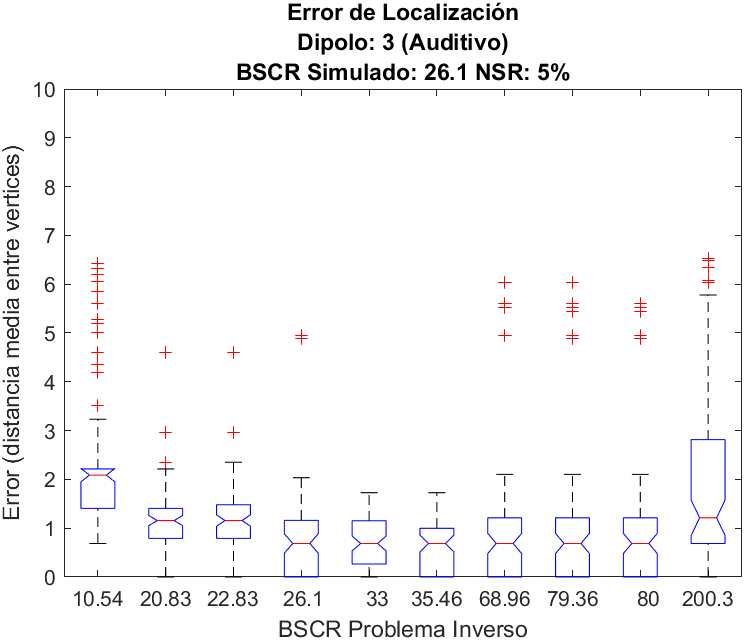 Error de Localización
Dipolo: 3 (Auditivo)
BSCR Simulado: 26.1 NSR: 5%
Error (distancia media entre vertices)
10
9
8
7
6
5
4
3
2
1
0
10.54 20.83 22.83 26.1 33 35.46 68.96 79.36 80 200.3
BSCR Problema Inverso